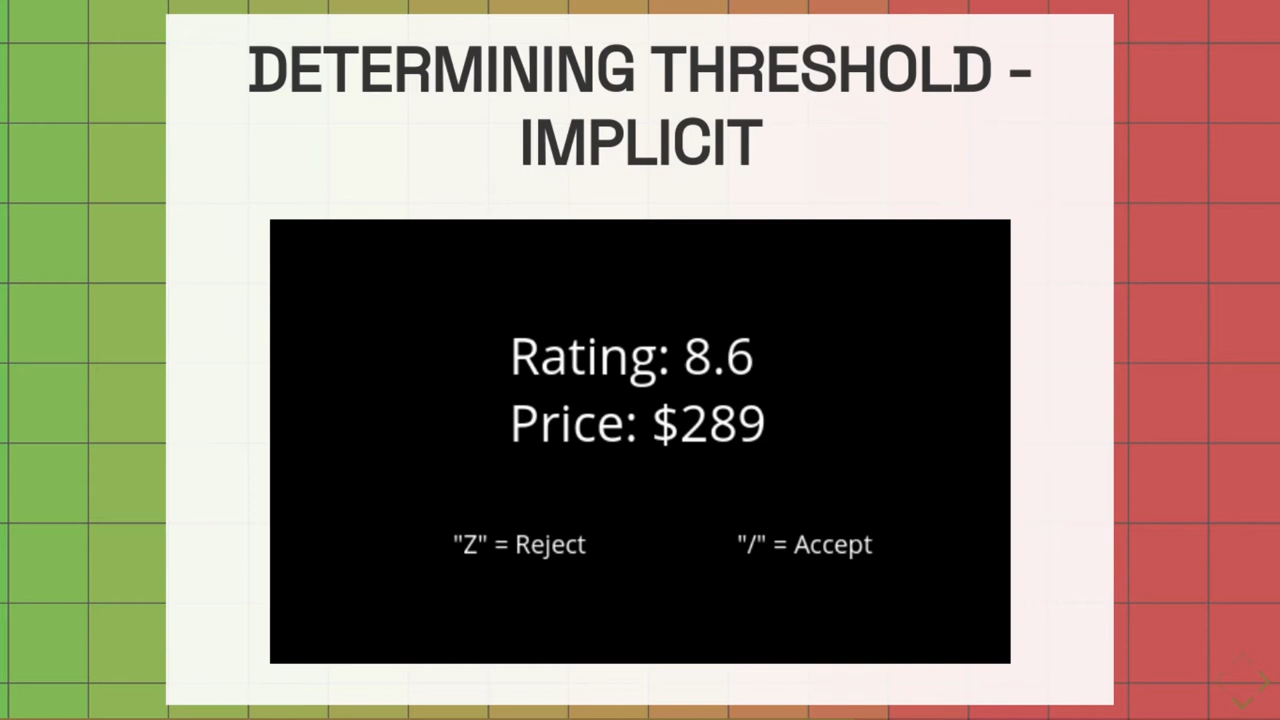 DETERMINING THRESHOLD -
IMPLICIT
Rating: 8.6
Price: $289
"Z" = Reject
"/" = Accept